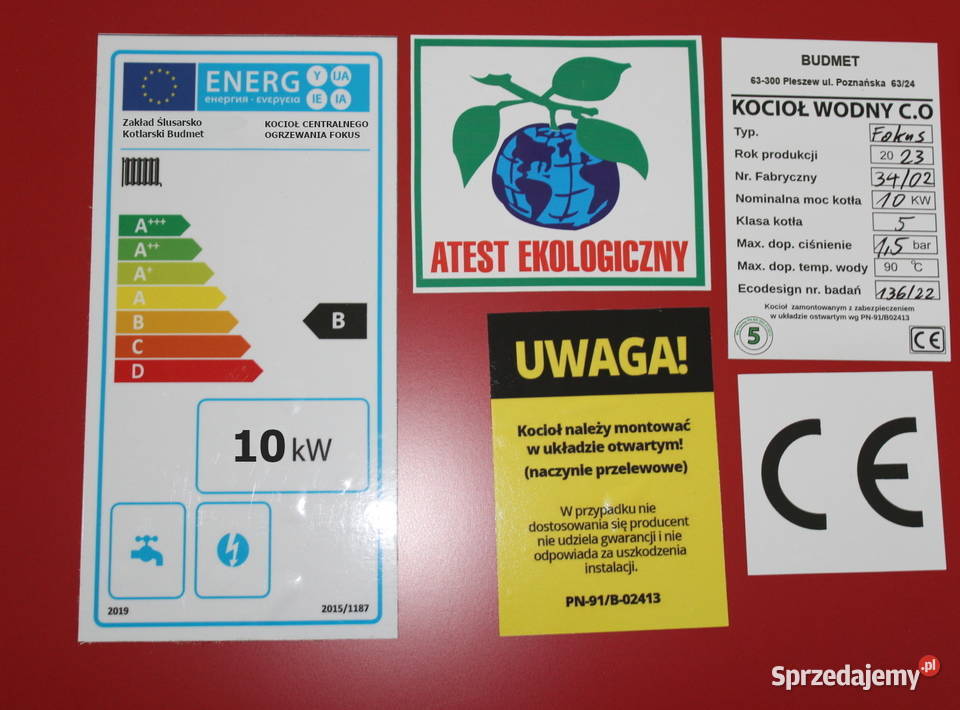 ENERG Y IJA
енергия · ενεργεια IE IA
Zakład Ślusarsko
Kotlarski Budmet
KOCIOŁ CENTRALNEGO
OGRZEWANIA FOKUS
A+++
A++
A+
A
B
C
D
B
10 kW
2019
2015/1187
ATEST EKOLOGICZNY
UWAGA!
Kocioł należy montować
w układzie otwartym!
(naczynie przelewowe)
W przypadku nie
dostosowania się producent
nie udziela gwarancji i nie
odpowiada za uszkodzenia
instalacji.
PN-91/B-02413
BUDMET
63-300 Pleszew ul. Poznańska 63/24
KOCIOŁ WODNY C.O
Typ. Fokus
Rok produkcji 20 23
Nr. Fabryczny 34/02
Nominalna moc kotła 10 KW
Klasa kotła 5
Max. dop. ciśnienie 1,5 bar
Max. dop. temp. wody 90 °C
Ecodesign nr. badań 136/22
Kocioł zamontowanym z zabezpieczeniem
w układzie ostwartym wg PN-91/B02413
5
CE
CE
Sprzedajemy.pl